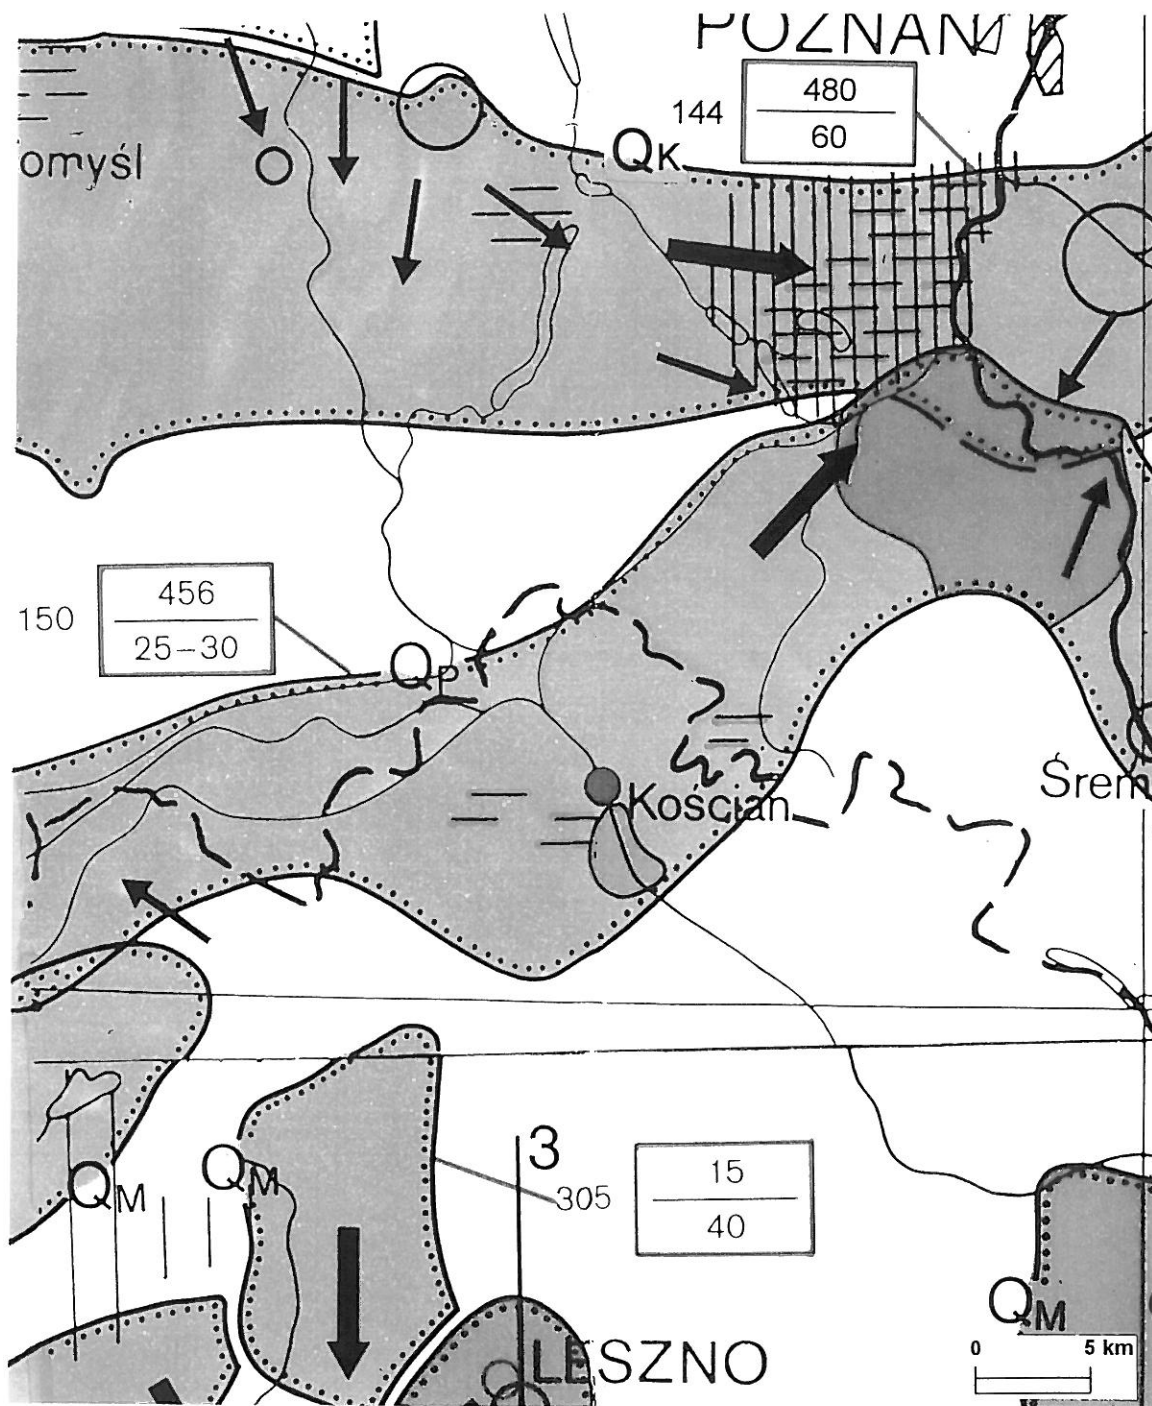 POZNAŃ
144
480
60
omyśl
QK
150
456
25-30
QP
Kościan
Śrem
QM
QM
3
305
15
40
QM
LESZNO
0 5 km